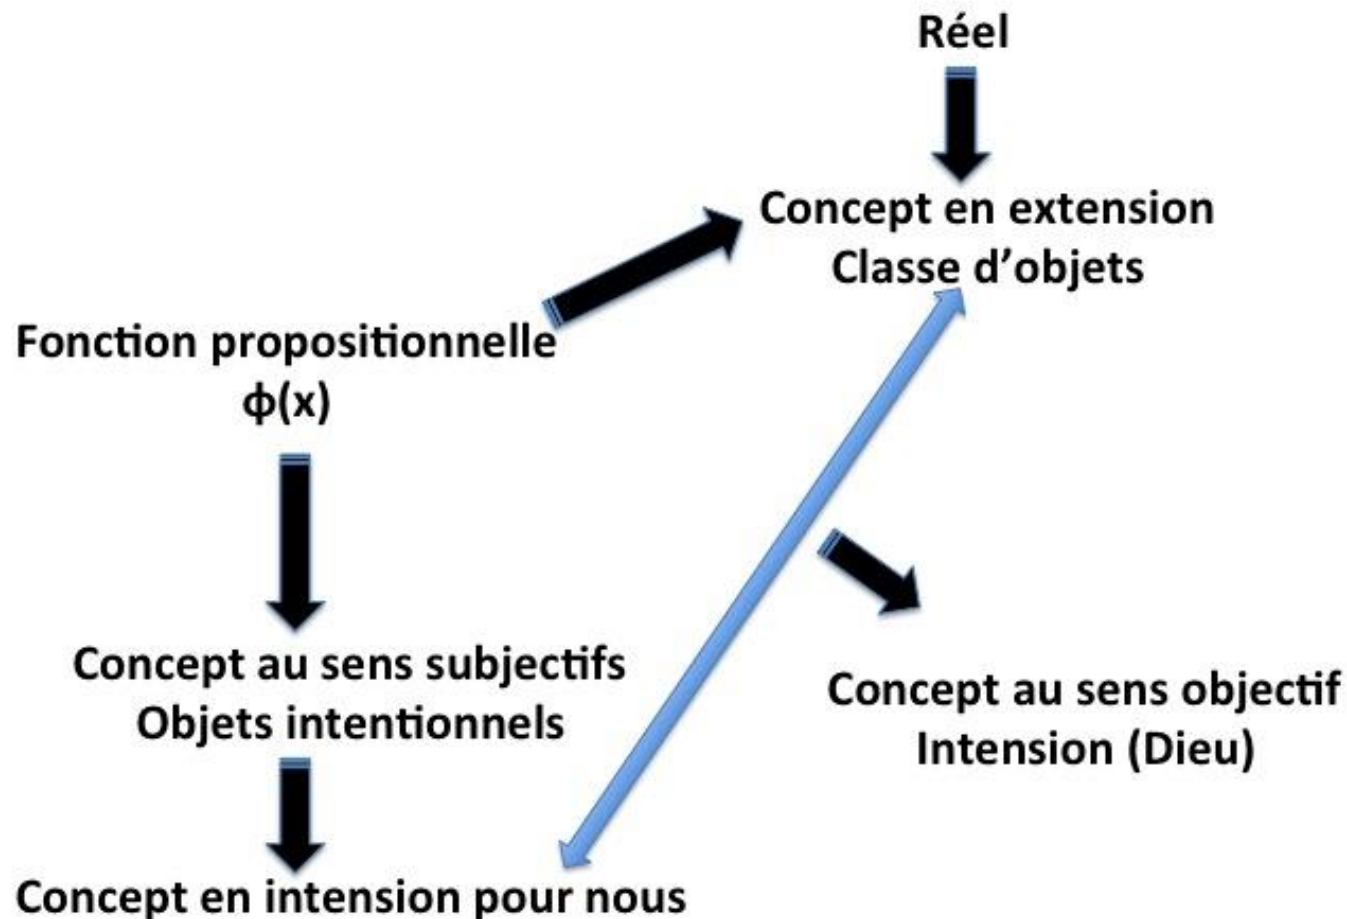 Réel
Concept en extension
Classe d’objets
Fonction propositionnelle
ϕ(x)
Concept au sens subjectifs
Objets intentionnels
Concept au sens objectif
Intension (Dieu)
Concept en intension pour nous